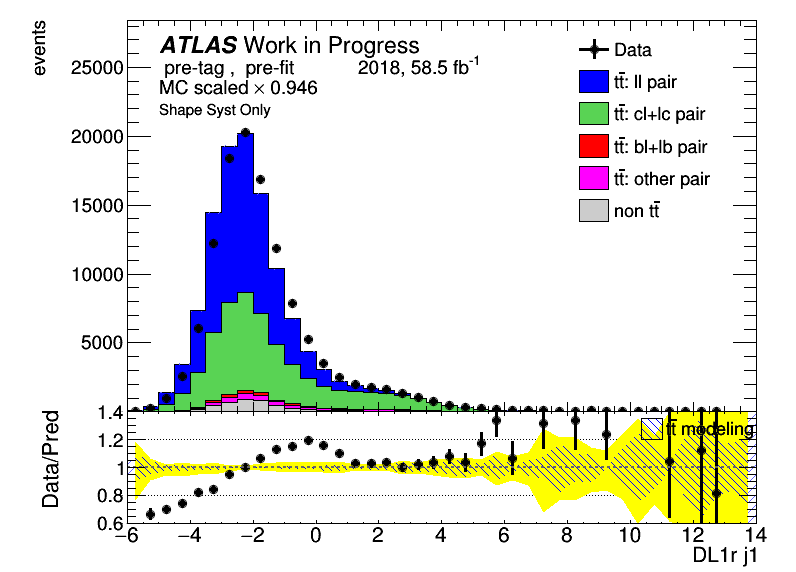 events
ATLAS Work in Progress
pre-tag , pre-fit 2018, 58.5 fb⁻¹
MC scaled × 0.946
Shape Syst Only
Data
tt̄: ll pair
tt̄: cl+lc pair
tt̄: bl+lb pair
tt̄: other pair
non tt̄
25000
20000
15000
10000
5000
Data/Pred
1.4
1.2
1
0.8
0.6
tt̄ modeling
−6 −4 −2 0 2 4 6 8 10 12 14
DL1r j1